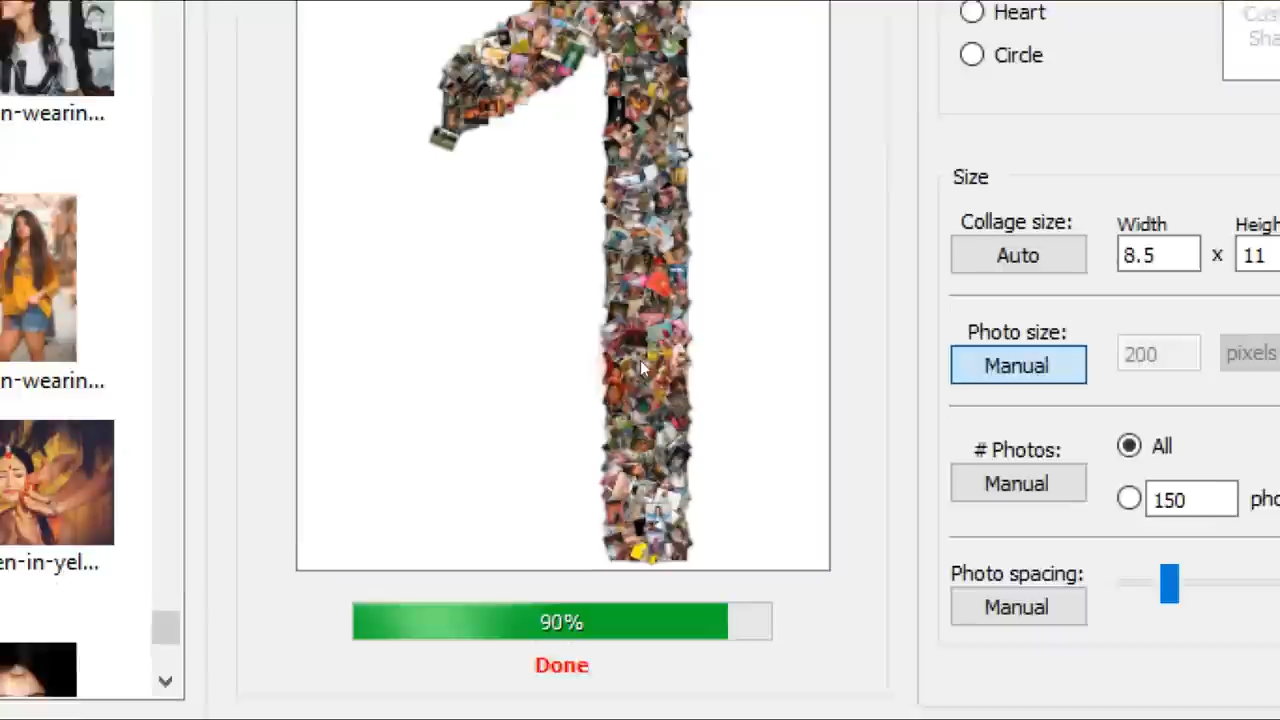 n-wearin...
n-wearin...
en-in-yel...
90%
Done
Heart
Circle
Size
Collage size:
Auto
Width
8.5
x
11
Photo size:
Manual
200
pixels
# Photos:
Manual
All
150
Photo spacing:
Manual